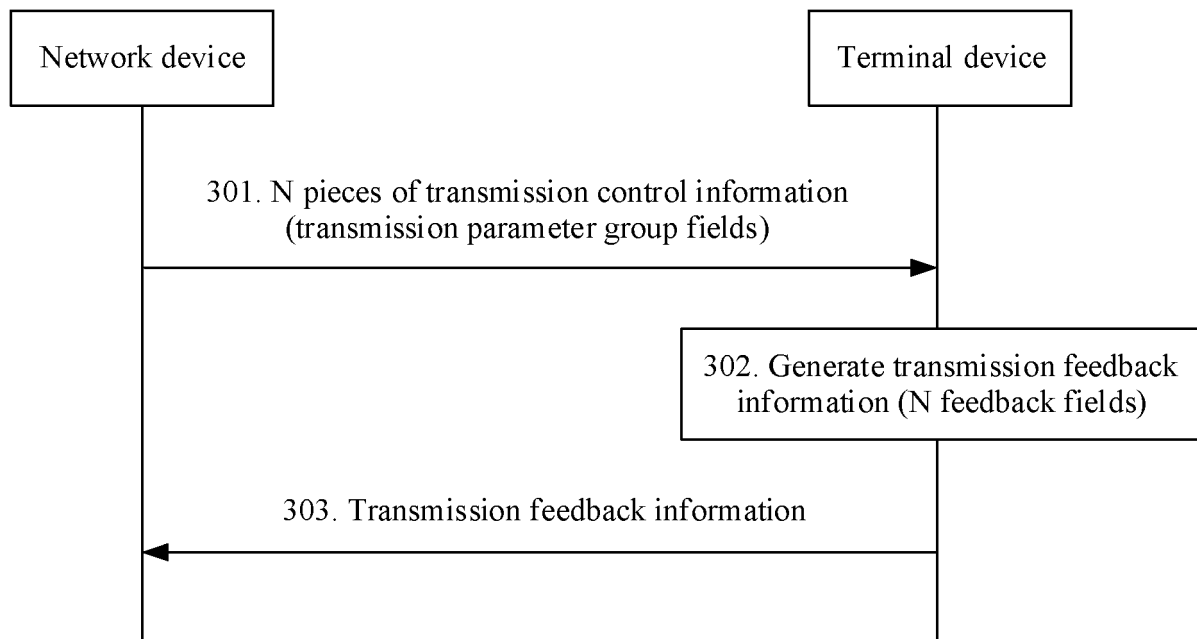 Network device
Terminal device
301. N pieces of transmission control information
(transmission parameter group fields)
302. Generate transmission feedback
information (N feedback fields)
303. Transmission feedback information